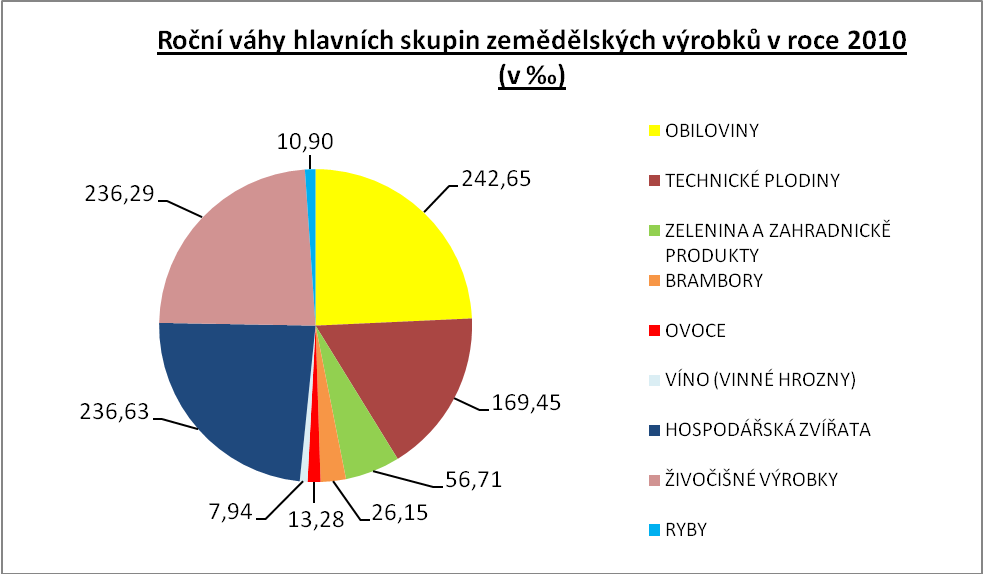 Roční váhy hlavních skupin zemědělských výrobků v roce 2010
(v ‰)
10,90
236,29
242,65
169,45
236,63
56,71
7,94
13,28
26,15
OBILOVINY
TECHNICKÉ PLODINY
ZELENINA A ZAHRADNICKĚ
PRODUKTY
BRAMBORY
OVOCE
VÍNO (VINNÉ HROZNY)
HOSPODÁŘSKÁ ZVÍŘATA
ŽIVOČIŠNÉ VÝROBKY
RYBY